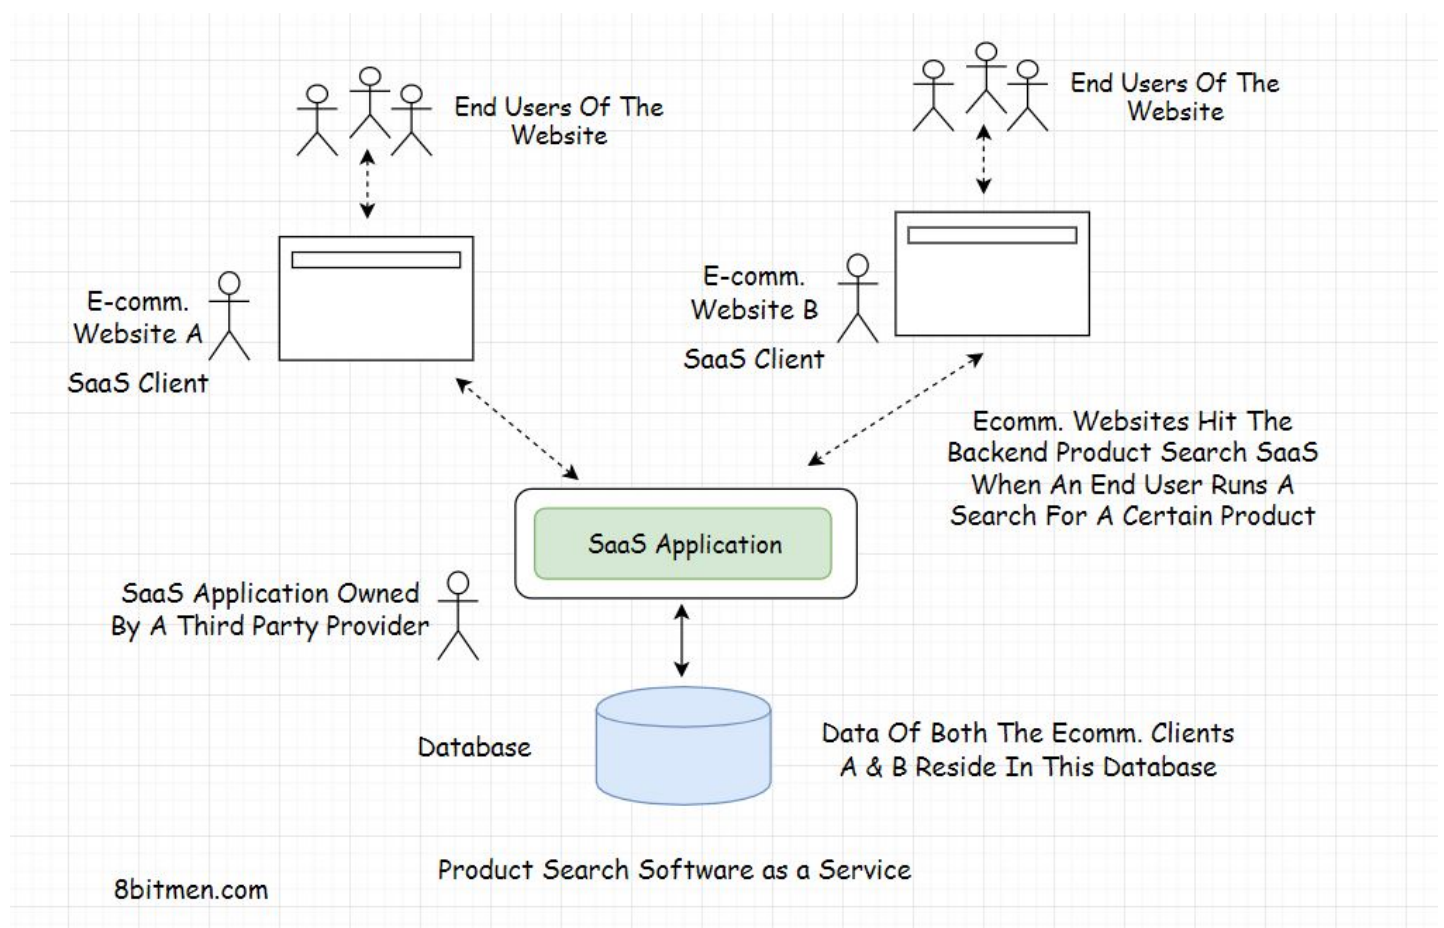 End Users Of The
Website
End Users Of The
Website
E-comm.
Website A
SaaS Client
E-comm.
Website B
SaaS Client
Ecomm. Websites Hit The
Backend Product Search SaaS
When An End User Runs A
Search For A Certain Product
SaaS Application
SaaS Application Owned
By A Third Party Provider
Database
Data Of Both The Ecomm. Clients
A & B Reside In This Database
Product Search Software as a Service
8bitmen.com